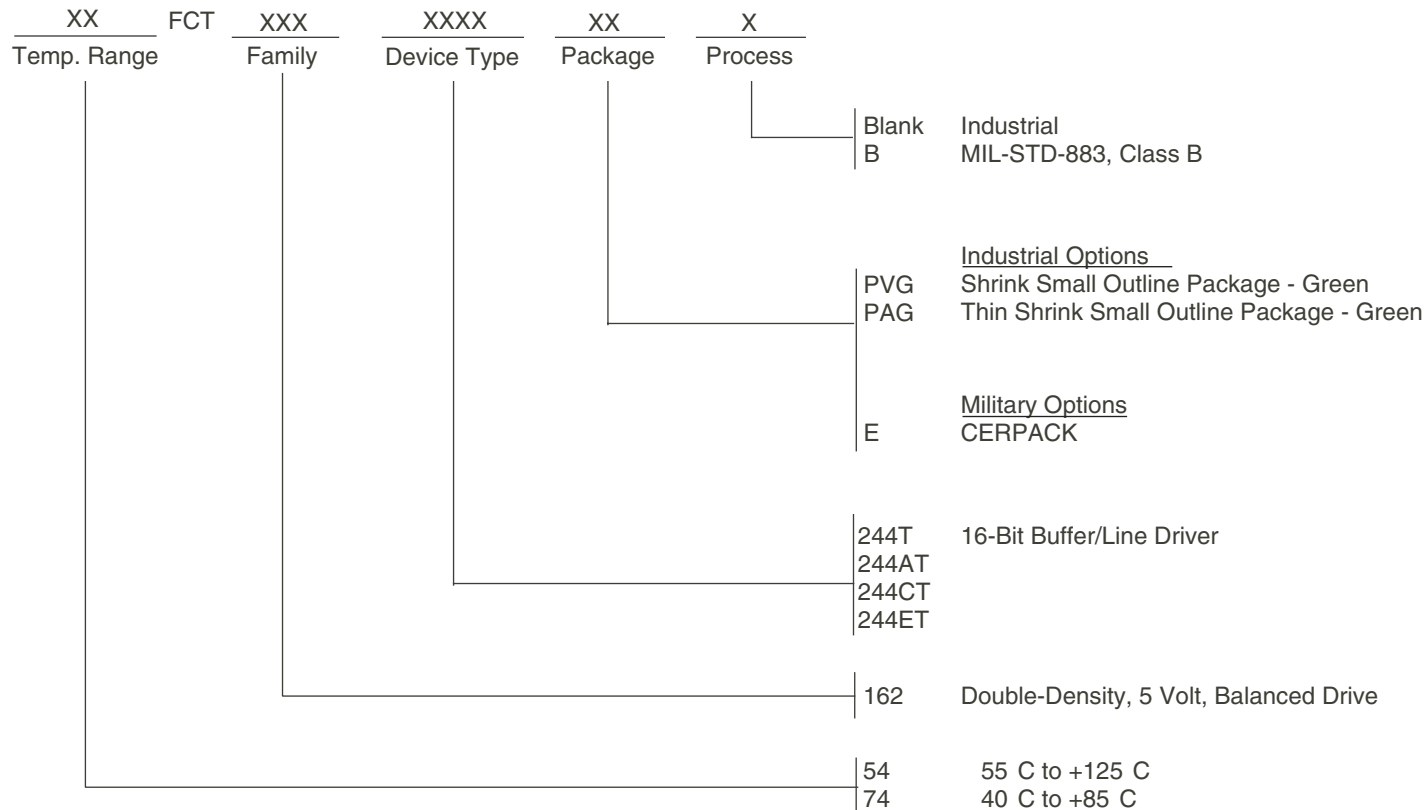 XX FCT XXX XXXX XX X
Temp. Range Family Device Type Package Process
Blank Industrial
B MIL-STD-883, Class B
Industrial Options
PVG Shrink Small Outline Package - Green
PAG Thin Shrink Small Outline Package - Green
Military Options
E CERPACK
244T 16-Bit Buffer/Line Driver
244AT
244CT
244ET
162 Double-Density, 5 Volt, Balanced Drive
54 55 C to +125 C
74 40 C to +85 C